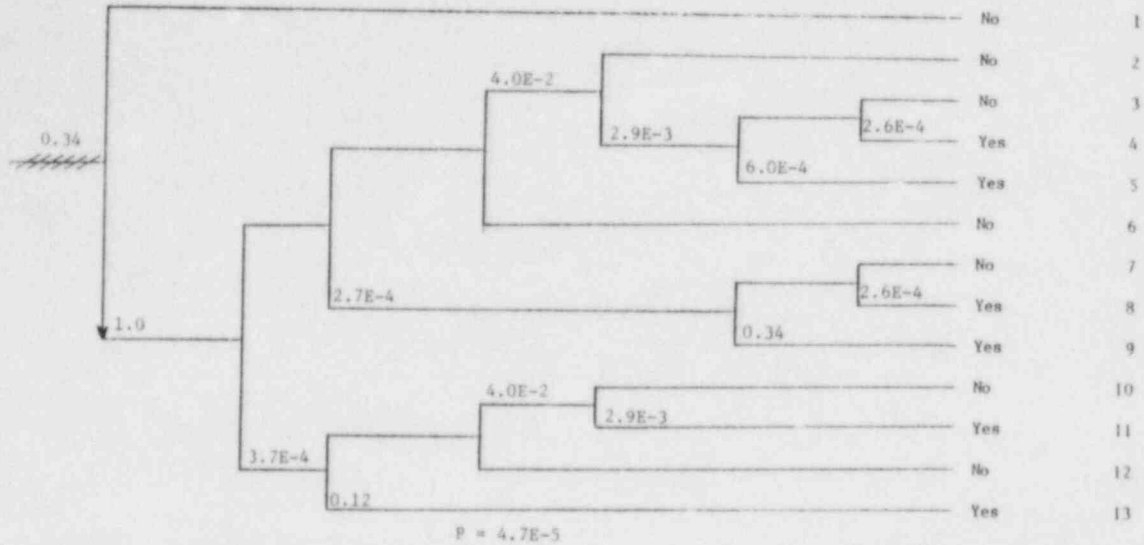 No 1
No 2
4.0E-2
No 3
2.6E-4
0.34
2.9E-3
Yes 4
6.0E-4
Yes 5
No 6
No 7
2.7E-4
2.6E-4
Yes 8
1.0
0.34
Yes 9
4.0E-2
No 10
2.9E-3
Yes 11
3.7E-4
No 12
0.12
Yes 13
P = 4.7E-5